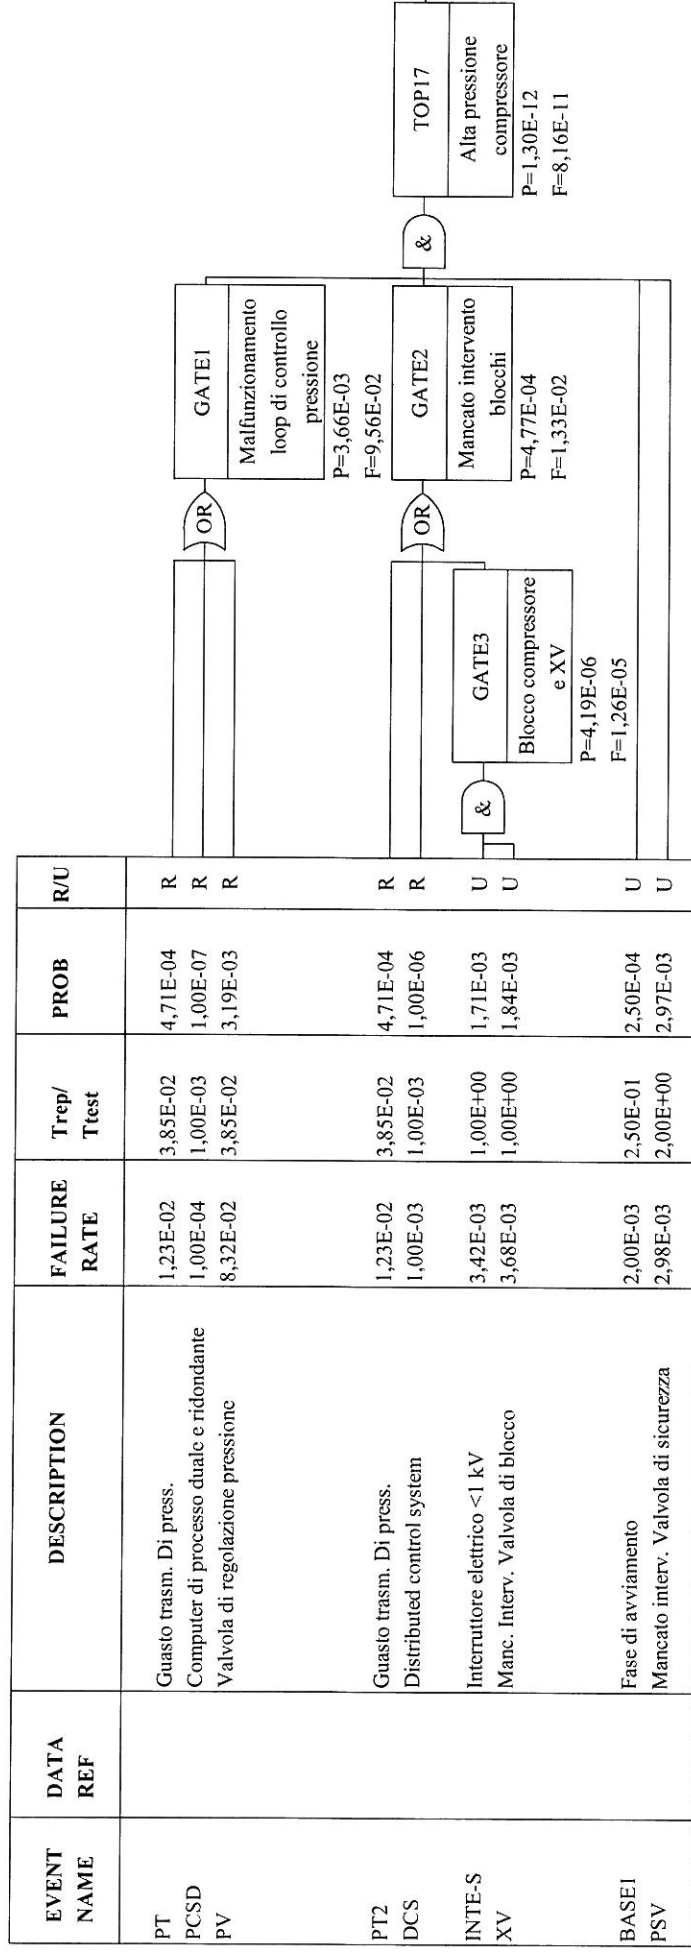 EVENT NAME DATA REF DESCRIPTION FAILURE RATE Trep/ Ttest PROB R/U
PT Guasto trasm. Di press. 1,23E-02 3,85E-02 4,71E-04 R
PCSD Computer di processo duale e ridondante 1,00E-04 1,00E-03 1,00E-07 R
PV Valvola di regolazione pressione 8,32E-02 3,85E-02 3,19E-03 R
PT2 Guasto trasm. Di press. 1,23E-02 3,85E-02 4,71E-04 R
DCS Distributed control system 1,00E-03 1,00E-03 1,00E-06 R
INTE-S Interruttore elettrico <1 kV 3,42E-03 1,00E+00 1,71E-03 U
XV Manc. Interv. Valvola di blocco 3,68E-03 1,00E+00 1,84E-03 U
BASE1 Fase di avviamento 2,00E-03 2,50E-01 2,50E-04 U
PSV Mancato interv. Valvola di sicurezza 2,98E-03 2,00E+00 2,97E-03 U
OR
GATE1
Malfunzionamento
loop di controllo
pressione
P=3,66E-03
F=9,56E-02
OR
GATE2
Mancato intervento
blocchi
P=4,77E-04
F=1,33E-02
&
GATE3
Blocco compressore
e XV
P=4,19E-06
F=1,26E-05
&
TOP17
Alta pressione
compressore
P=1,30E-12
F=8,16E-11